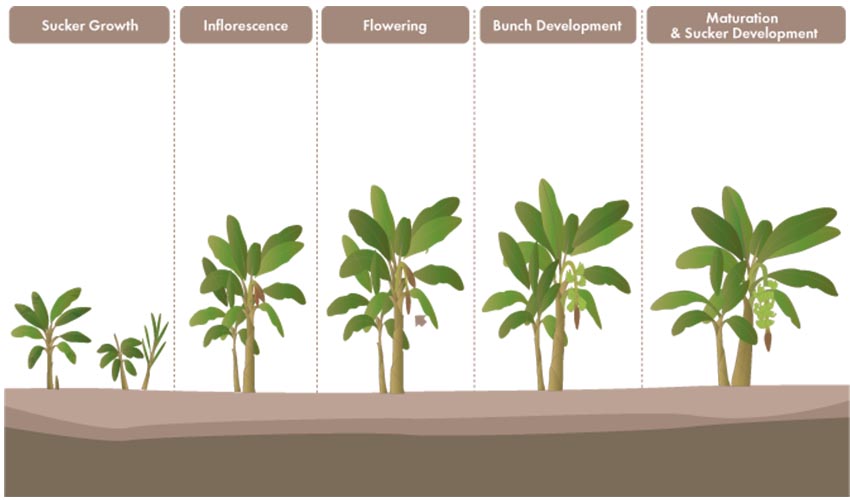 Sucker Growth
Inflorescence
Flowering
Bunch Development
Maturation
& Sucker Development